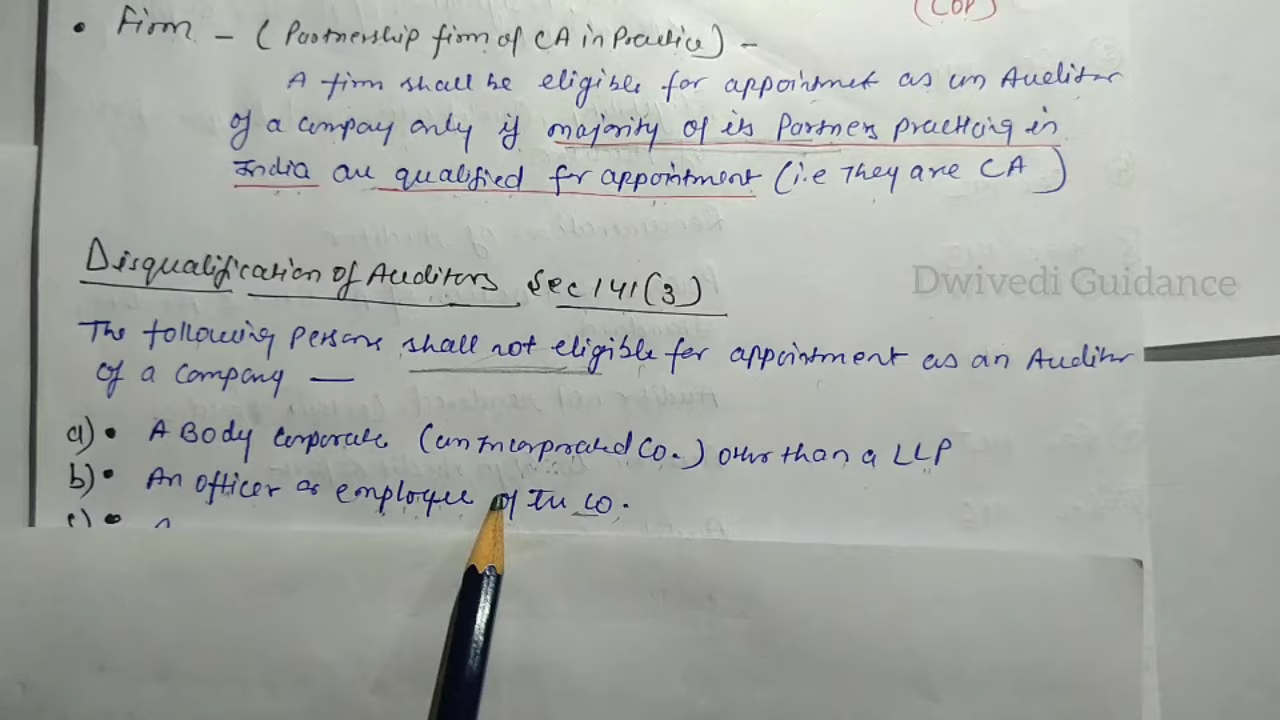 (COP)
• Firm - (Partnership firm of CA in Practice) -
A firm shall be eligible for appointment as an Auditor
of a company only if majority of its Partners Practicing in
India are qualified for appointment (i.e They are CA )
Disqualification of Auditors Sec 141(3)
Dwivedi Guidance
The following Persons shall not eligible for appointment as an Auditor
of a Company —
a) • A Body Corporate (an Incorporated Co.) other than a LLP
b) • An officer or employee of the co.